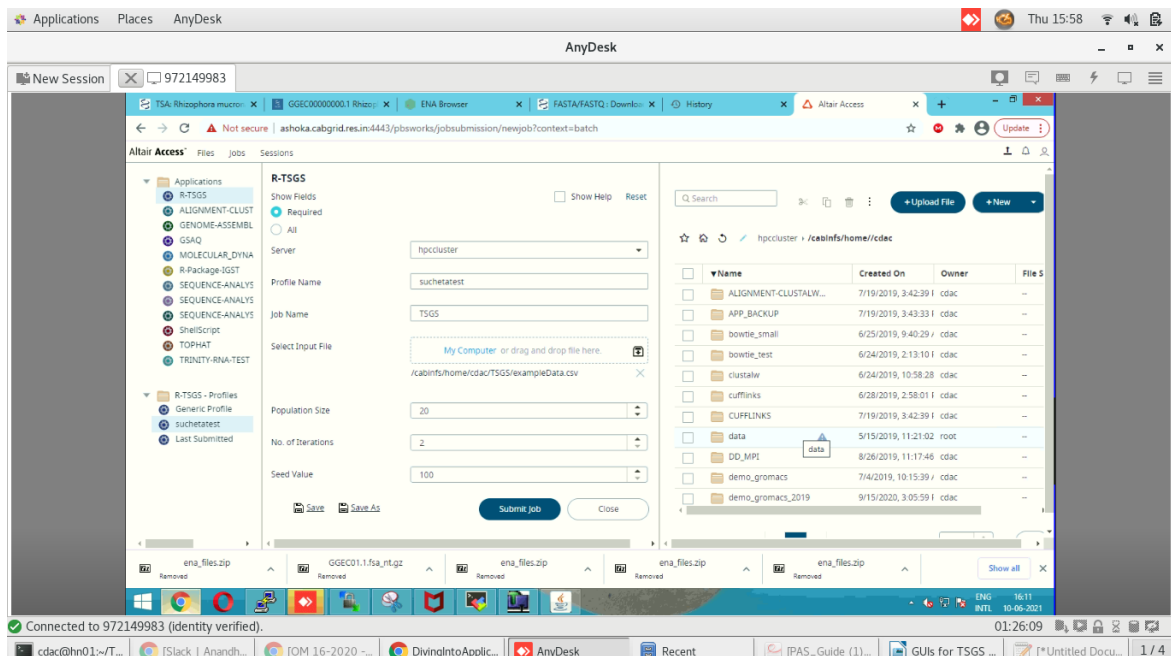 Applications Places AnyDesk Thu 15:58
AnyDesk
New Session 972149983
TSA: Rhizophora mucron GGEC00000000.1 Rhizop ENA Browser FASTA/FASTQ : Downloa History Altair Access
Not secure ashoka.cabgrid.res.in:4443/pbsworks/jobsubmission/newjob?context=batch Update
Altair Access Files Jobs Sessions
Applications
R-TSGS
ALIGNMENT-CLUST
GENOME-ASSEMBL
GSAQ
MOLECULAR_DYNA
R-Package-IGST
SEQUENCE-ANALYS
SEQUENCE-ANALYS
SEQUENCE-ANALYS
ShellScript
TOPHAT
TRINITY-RNA-TEST
R-TSGS - Profiles
Generic Profile
suchetatest
Last Submitted
R-TSGS
Show Fields Show Help Reset
Required
All
Server hpccluster
Profile Name suchetatest
Job Name TSGS
Select Input File My Computer or drag and drop file here.
/cabinfs/home/cdac/TSGS/exampleData.csv
Population Size 20
No. of Iterations 2
Seed Value 100
Save Save As Submit Job Close
Search +Upload File +New
hpccluster › /cabinfs/home//cdac
Name Created On Owner File S
ALIGNMENT-CLUSTALW... 7/19/2019, 3:42:39 cdac --
APP_BACKUP 7/19/2019, 3:43:33 cdac --
bowtie_small 6/25/2019, 9:40:29 cdac --
bowtie_test 6/24/2019, 2:13:10 cdac --
clustalw 6/24/2019, 10:58:28 cdac --
cufflinks 6/28/2019, 2:58:01 cdac --
CUFFLINKS 7/19/2019, 3:42:39 cdac --
data 5/15/2019, 11:21:02 root --
data
DD_MPI 8/26/2019, 11:17:46 cdac --
demo_gromacs 7/4/2019, 10:15:39 cdac --
demo_gromacs_2019 9/15/2020, 3:05:59 cdac --
ena_files.zip GGEC01.1.fsa_nt.gz ena_files.zip ena_files.zip ena_files.zip Show all
Removed Removed Removed Removed Removed
ENG 16:11
INTL 10-06-2021
Connected to 972149983 (identity verified). 01:26:09
cdac@hn01:~/T... [Slack | Anandh... [OM 16-2020 -... DivingIntoApplic... AnyDesk Recent [PAS_Guide (1)... GUIs for TSGS ... [*Untitled Docu... 1 / 4